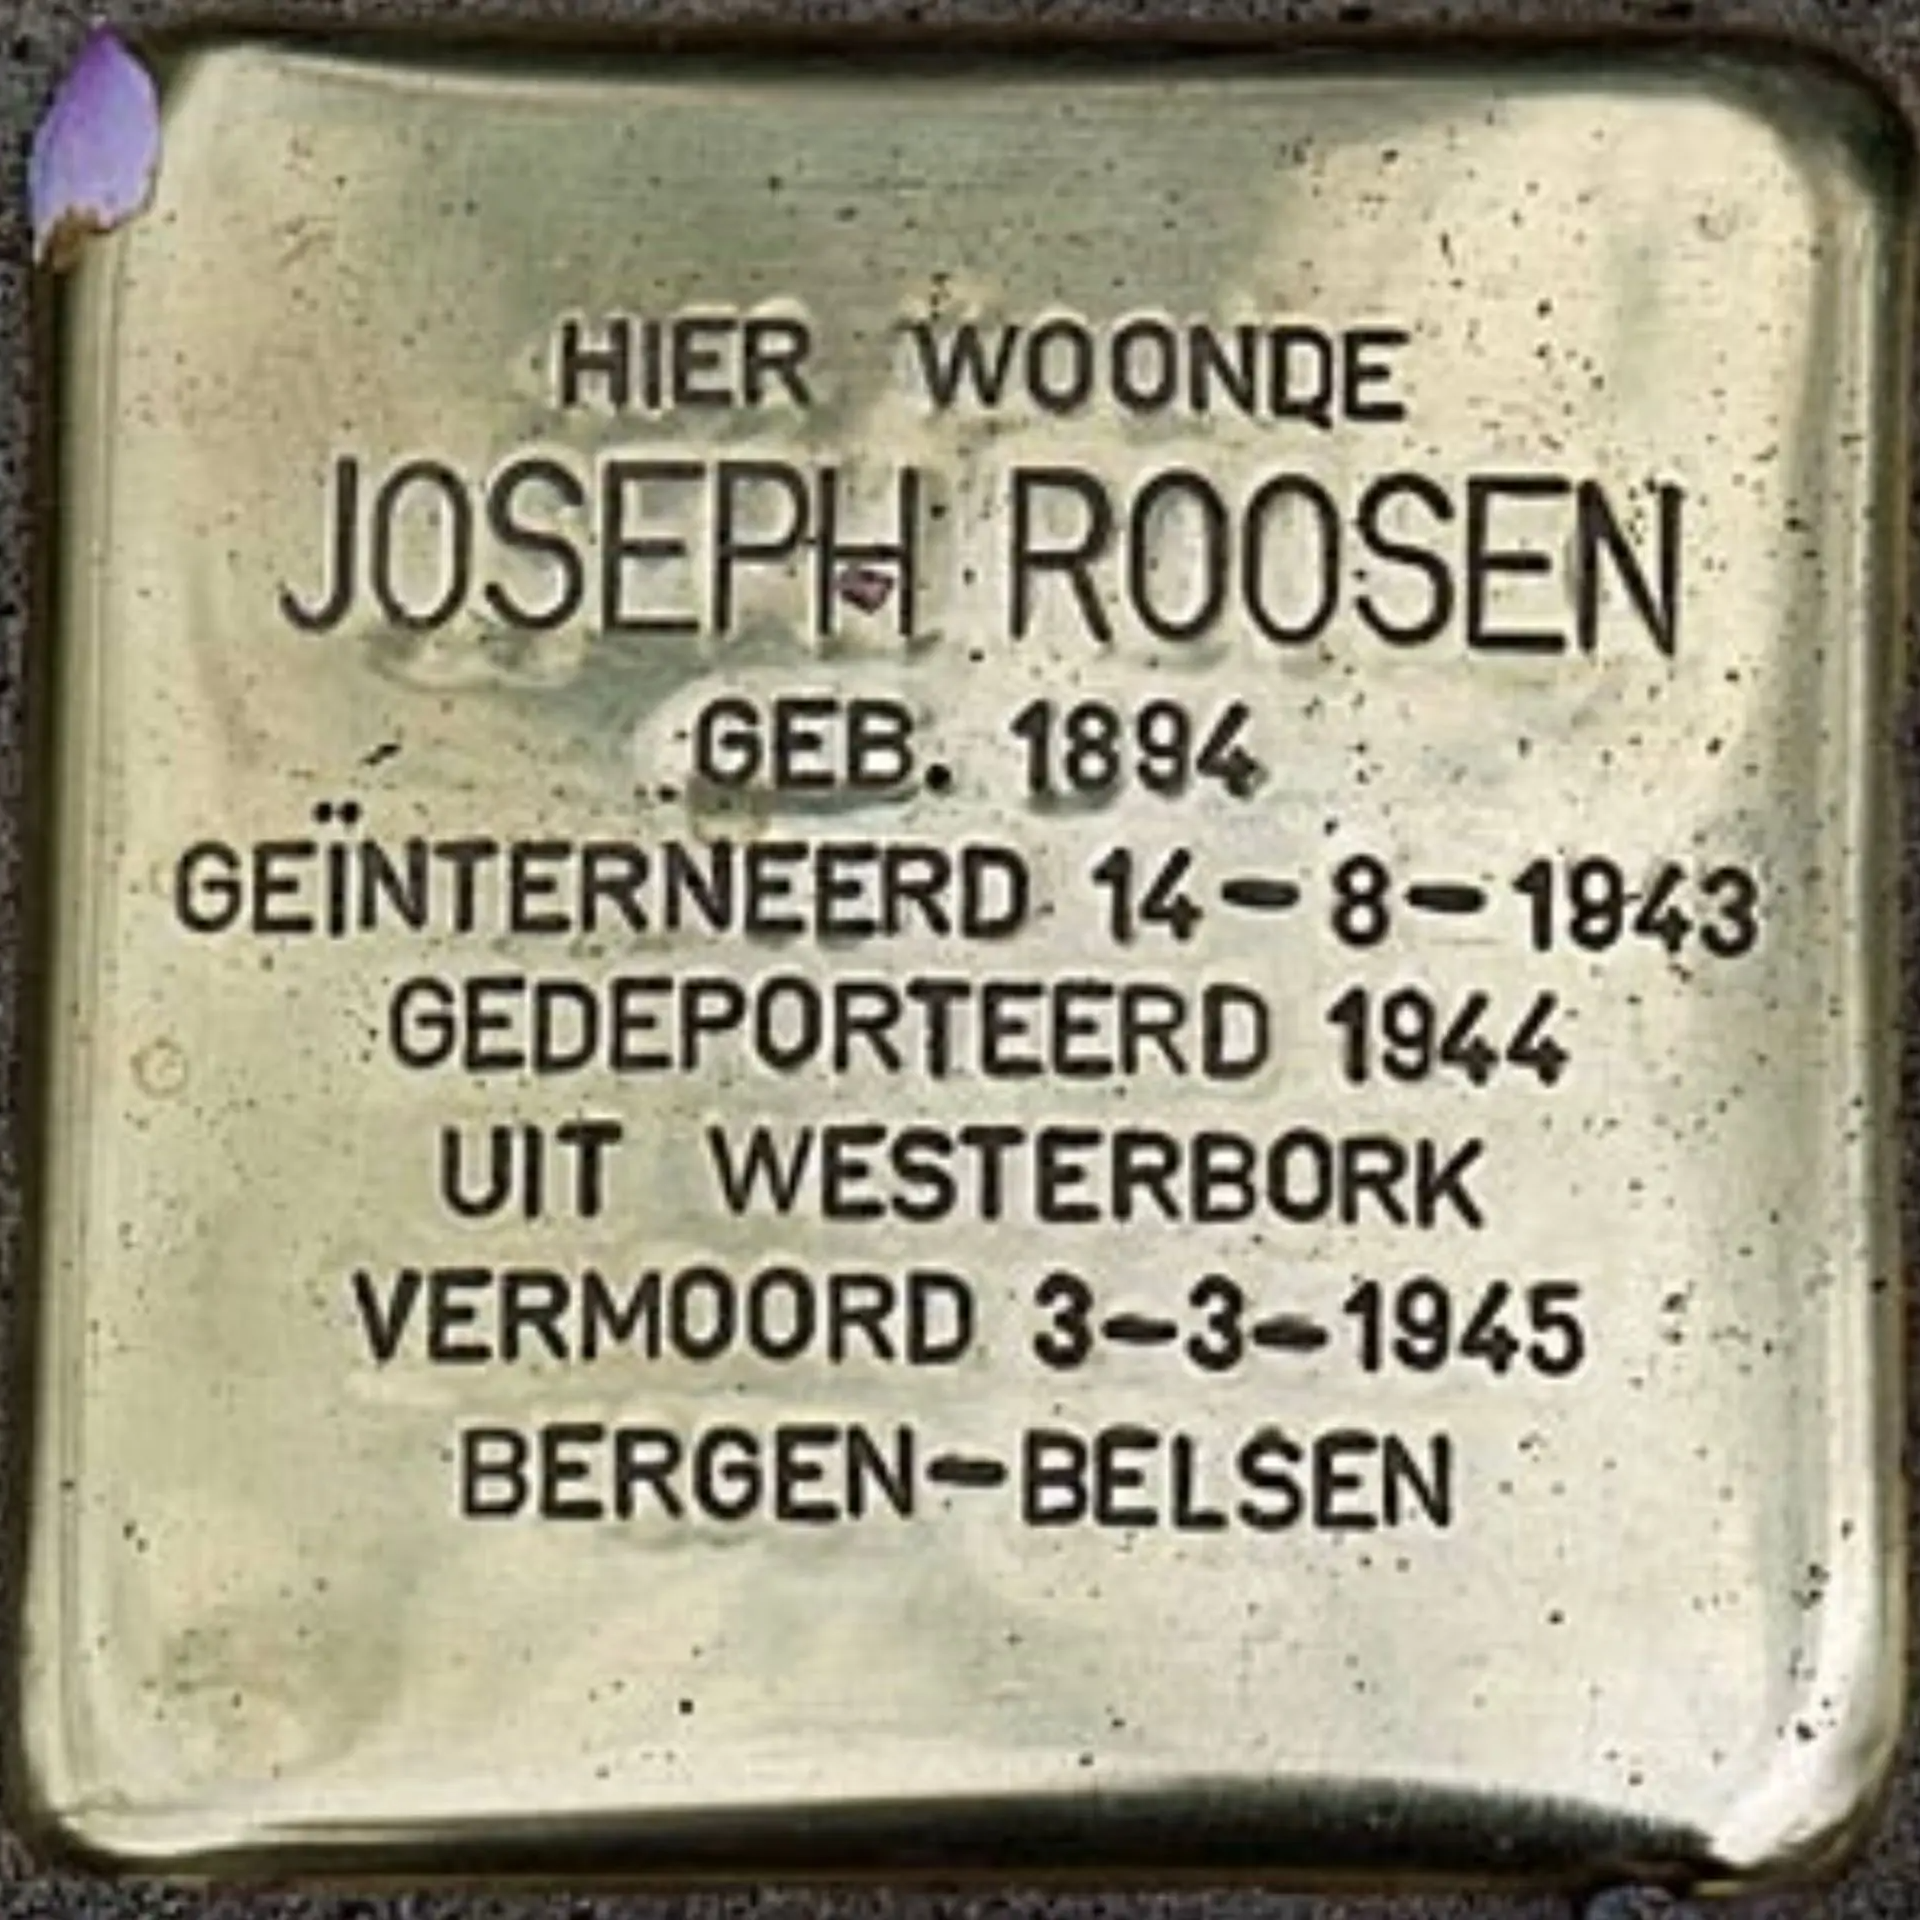 HIER WOONDE
JOSEPH ROOSEN
GEB. 1894
GEÏNTERNEERD 14-8-1943
GEDEPORTEERD 1944
UIT WESTERBORK
VERMOORD 3-3-1945
BERGEN-BELSEN